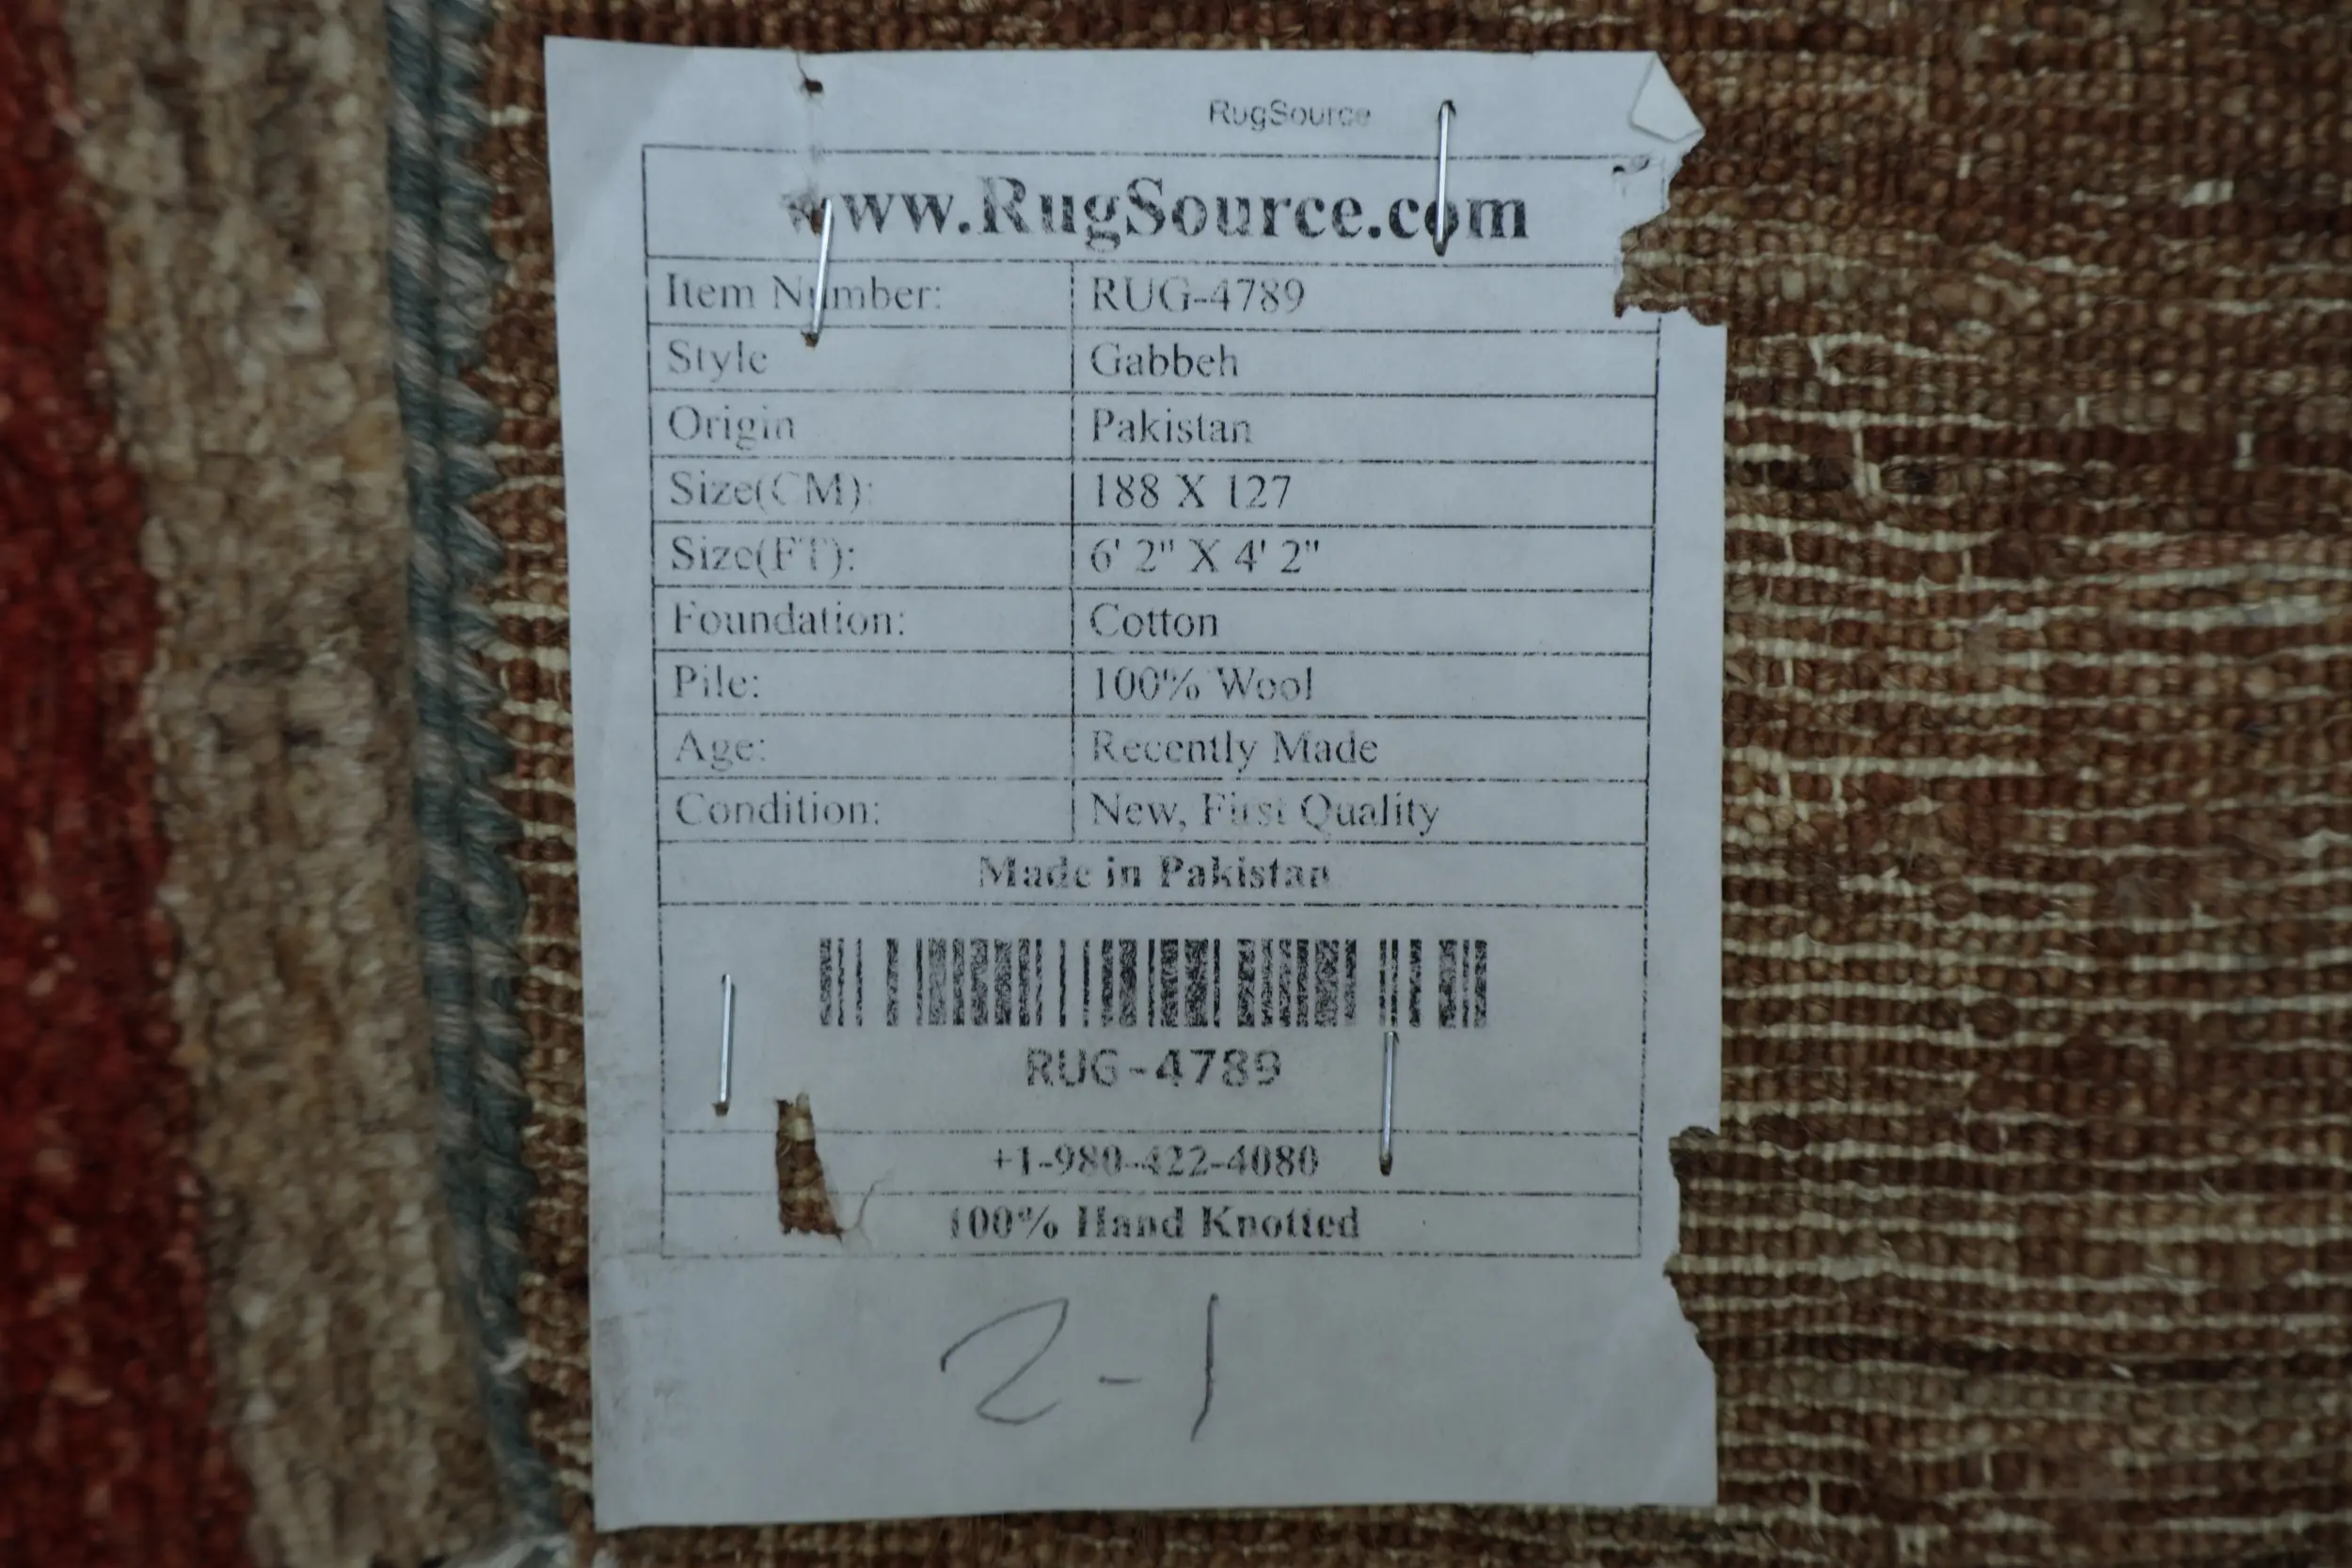 RugSource
www.RugSource.com
Item Number: RUG-4789
Style Gabbeh
Origin Pakistan
Size(CM): 188 X 127
Size(FT): 6' 2" X 4' 2"
Foundation: Cotton
Pile: 100% Wool
Age: Recently Made
Condition: New, First Quality
Made in Pakistan
RUG-4789
+1-980-422-4080
100% Hand Knotted
2-1